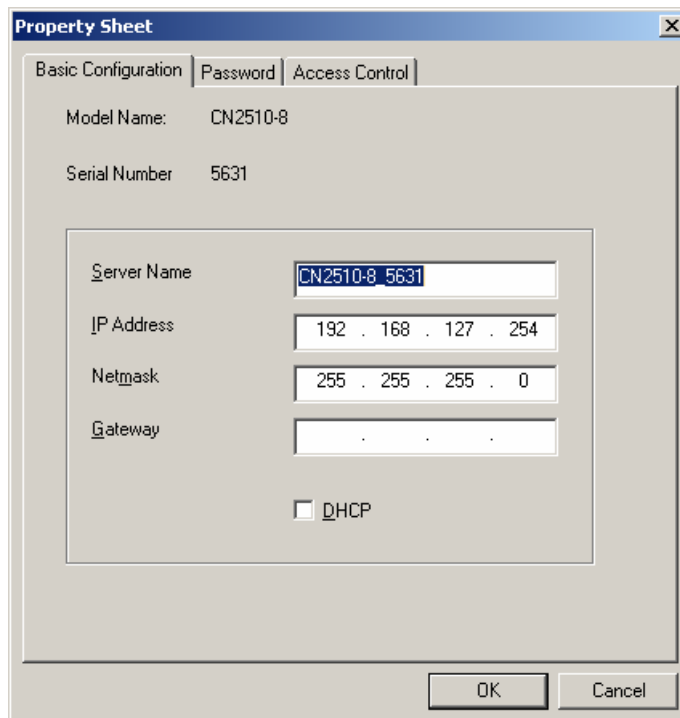 Property Sheet
Basic Configuration Password Access Control
Model Name: CN2510-8
Serial Number 5631
Server Name CN2510-8_5631
IP Address 192 . 168 . 127 . 254
Netmask 255 . 255 . 255 . 0
Gateway . . .
DHCP
OK Cancel